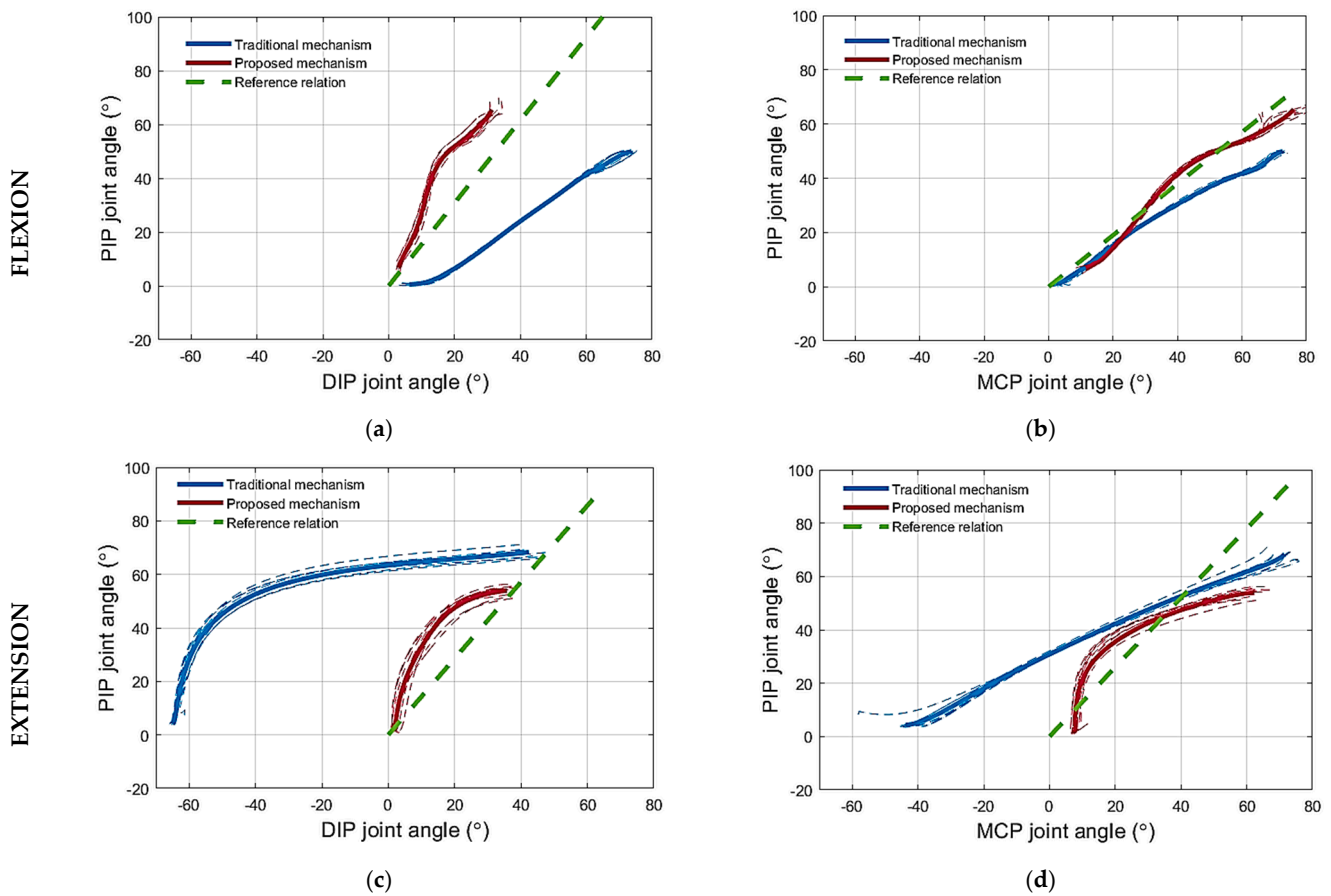 FLEXION
100
80
60
40
20
0
-20
PIP joint angle (°)
Traditional mechanism
Proposed mechanism
Reference relation
-60 -40 -20 0 20 40 60 80
DIP joint angle (°)
(a)
100
80
60
40
20
0
-20
PIP joint angle (°)
Traditional mechanism
Proposed mechanism
Reference relation
-60 -40 -20 0 20 40 60 80
MCP joint angle (°)
(b)
EXTENSION
100
80
60
40
20
0
-20
PIP joint angle (°)
Traditional mechanism
Proposed mechanism
Reference relation
-60 -40 -20 0 20 40 60 80
DIP joint angle (°)
(c)
100
80
60
40
20
0
-20
PIP joint angle (°)
Traditional mechanism
Proposed mechanism
Reference relation
-60 -40 -20 0 20 40 60 80
MCP joint angle (°)
(d)